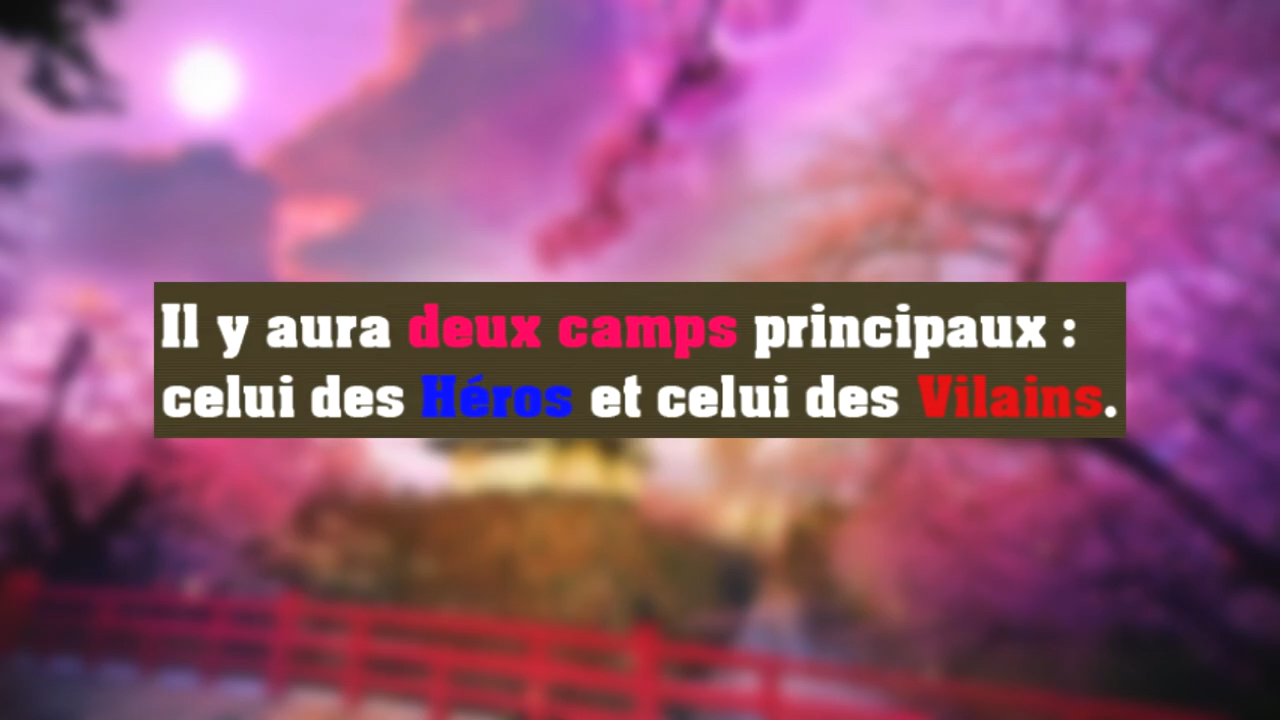 Il y aura deux camps principaux :
celui des Héros et celui des Vilains.